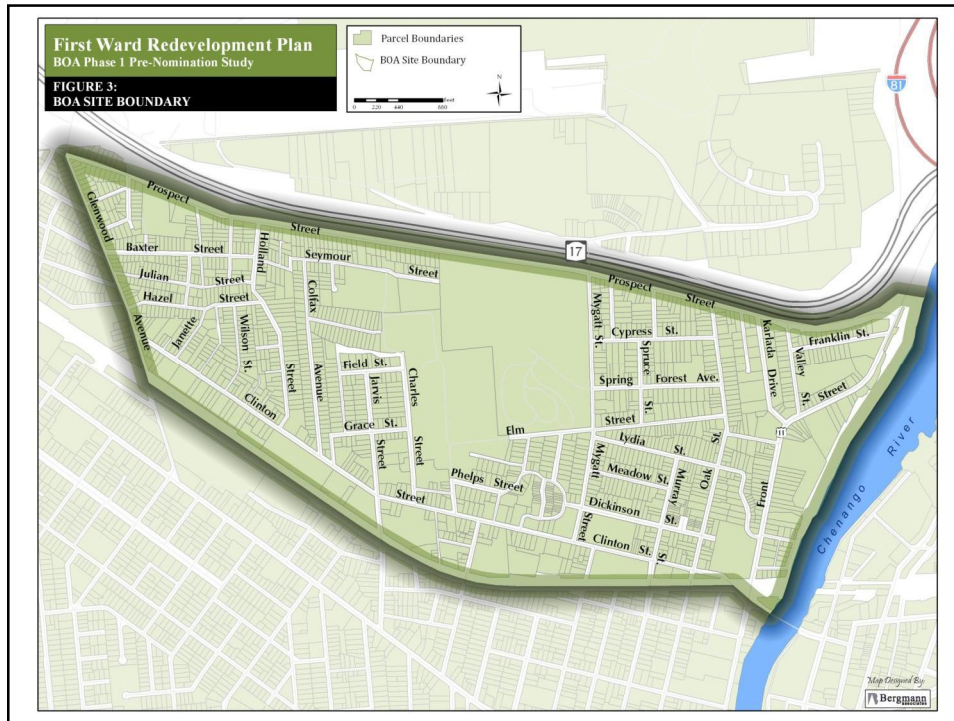 First Ward Redevelopment Plan
BOA Phase 1 Pre-Nomination Study
FIGURE 3:
BOA SITE BOUNDARY
Parcel Boundaries
BOA Site Boundary
N
Feet
0 220 440 880
81
17
11
Prospect
Street
Glenwood
Avenue
Baxter Street
Holland
Street
Seymour
Street
Julian Street
Hazel Street
Janette
Wilson St.
Colfax
Avenue
Field St.
Jarvis
Street
Charles
Street
Grace St.
Clinton
Street
Phelps Street
Elm Street
Prospect
Street
Mygatt St.
Cypress St.
Spruce St.
Spring Forest Ave.
Karlada Drive
Valley St.
Franklin St.
Front Street
Lydia St.
Mygatt Street
Meadow St.
Murray St.
Oak St.
Dickinson St.
Clinton St.
Chenango River
Map Designed By:
Bergmann
associates